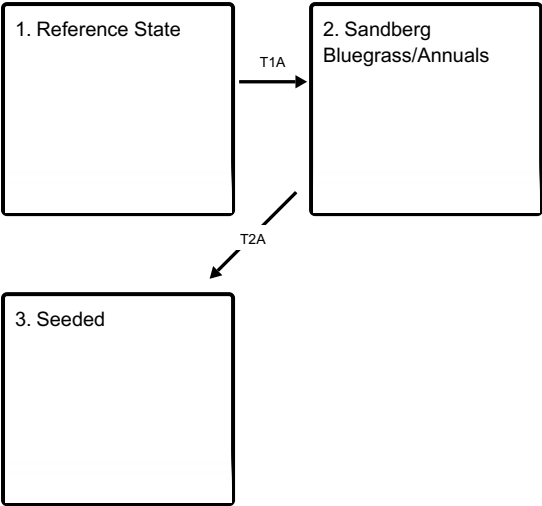 1. Reference State
T1A
2. Sandberg
Bluegrass/Annuals
T2A
3. Seeded